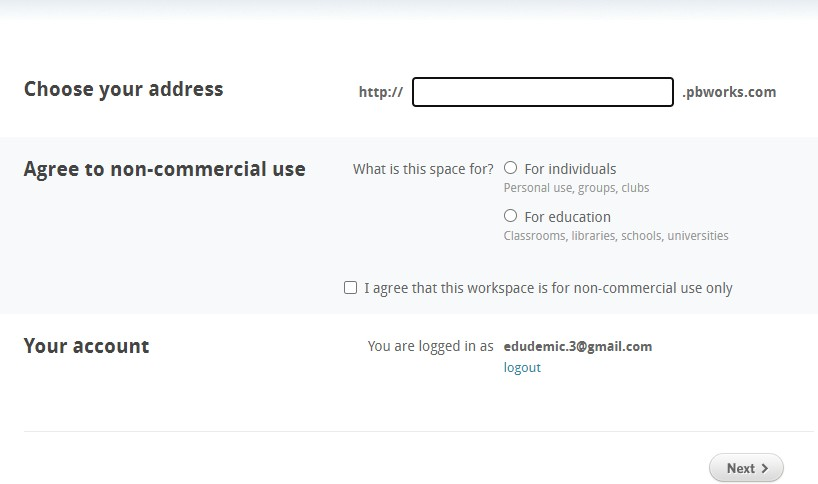 Choose your address
http:// .pbworks.com
Agree to non-commercial use
What is this space for?
For individuals
Personal use, groups, clubs
For education
Classrooms, libraries, schools, universities
I agree that this workspace is for non-commercial use only
Your account
You are logged in as edudemic.3@gmail.com
logout
Next